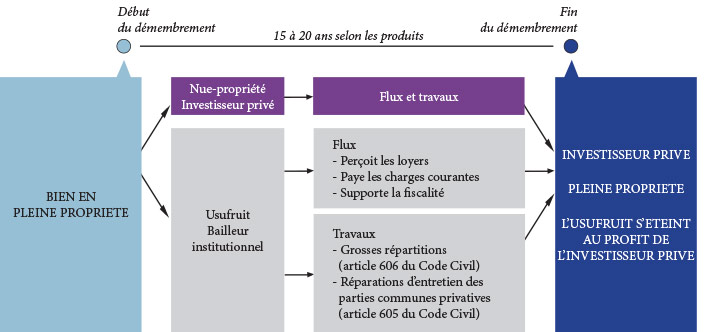 Début
du démembrement
15 à 20 ans selon les produits
Fin
du démembrement
BIEN EN
PLEINE PROPRIETE
Nue-propriété
Investisseur privé
Flux et travaux
Usufruit
Bailleur
institutionnel
Flux
- Perçoit les loyers
- Paye les charges courantes
- Supporte la fiscalité
Travaux
- Grosses répartitions
(article 606 du Code Civil)
- Réparations d'entretien des
parties communes privatives
(article 605 du Code Civil)
INVESTISSEUR PRIVE
PLEINE PROPRIETE
L'USUFRUIT S'ETEINT
AU PROFIT DE
L'INVESTISSEUR PRIVE